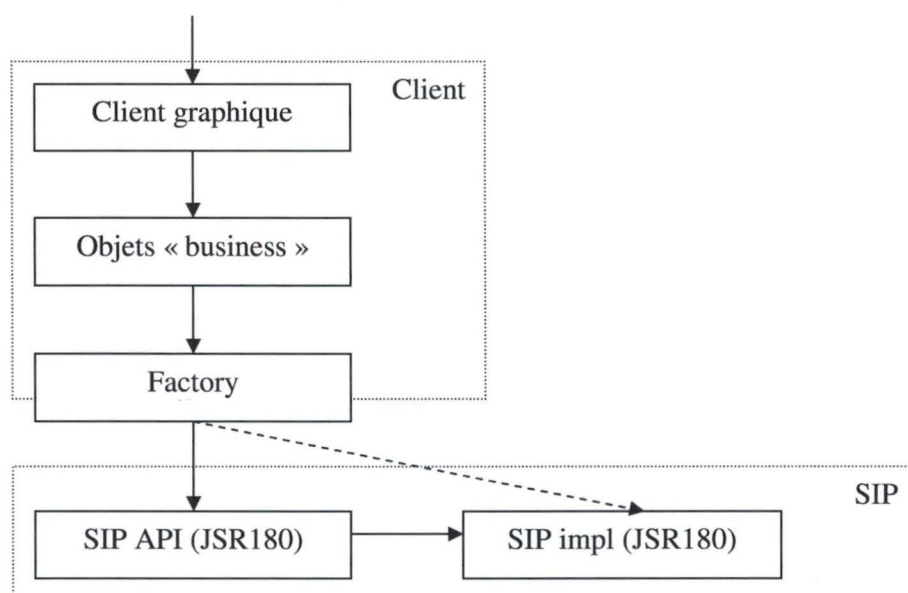 Client
Client graphique
Objets « business »
Factory
SIP
SIP API (JSR180)
SIP impl (JSR180)